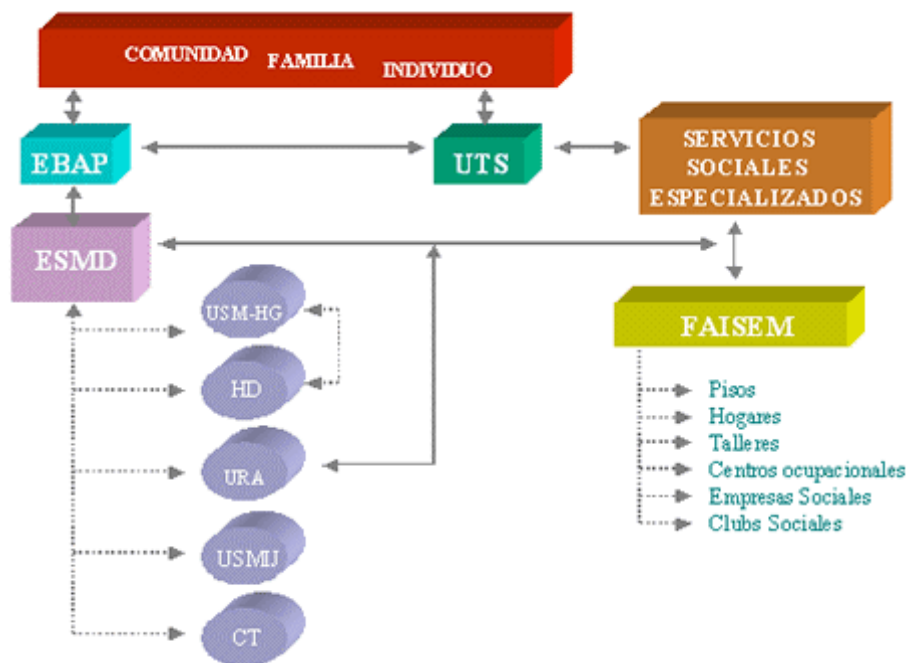 COMUNIDAD FAMILIA INDIVIDUO
EBAP
UTS
SERVICIOS
SOCIALES
ESPECIALIZADOS
ESMD
USM-HG
HD
URA
USMIJ
CT
FAISEM
Pisos
Hogares
Talleres
Centros ocupacionales
Empresas Sociales
Clubs Sociales